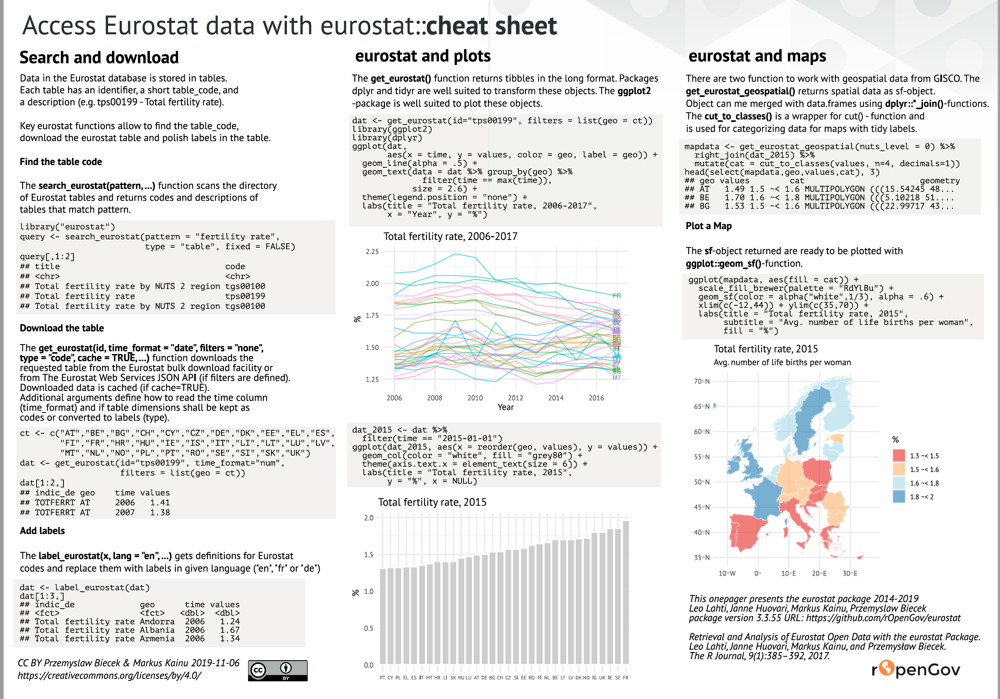 Access Eurostat data with eurostat::cheat sheet
Search and download
Data in the Eurostat database is stored in tables.
Each table has an identifier, a short table_code, and
a description (e.g. tps00199 - Total fertility rate).
Key eurostat functions allow to find the table_code,
download the eurostat table and polish labels in the table.
Find the table code
The search_eurostat(pattern, ...) function scans the directory
of Eurostat tables and returns codes and descriptions of
tables that match pattern.
library("eurostat")
query <- search_eurostat(pattern = "fertility rate",
type = "table", fixed = FALSE)
query[,1:2]
## title code
## <chr> <chr>
## Total fertility rate by NUTS 2 region tgs00100
## Total fertility rate tps00199
## Total fertility rate by NUTS 2 region tgs00100
Download the table
The get_eurostat(id, time_format = "date", filters = "none",
type = "code", cache = TRUE, ...) function downloads the
requested table from the Eurostat bulk download facility or
from The Eurostat Web Services JSON API (if filters are defined).
Downloaded data is cached (if cache=TRUE).
Additional arguments define how to read the time column
(time_format) and if table dimensions shall be kept as
codes or converted to labels (type).
ct <- c("AT","BE","BG","CH","CY","CZ","DE","DK","EE","EL","ES",
"FI","FR","HR","HU","IE","IS","IT","LI","LT","LU","LV",
"MT","NL","NO","PL","PT","RO","SE","SI","SK","UK")
dat <- get_eurostat(id="tps00199", time_format="num",
filters = list(geo = ct))
dat[1:2,]
## indic_de geo time values
## TOTFERRT AT 2006 1.41
## TOTFERRT AT 2007 1.38
Add labels
The label_eurostat(x, lang = "en", ...) gets definitions for Eurostat
codes and replace them with labels in given language ("en", "fr" or "de")
dat <- label_eurostat(dat)
dat[1:3,]
## indic_de geo time values
## <fct> <fct> <dbl> <dbl>
## Total fertility rate Andorra 2006 1.24
## Total fertility rate Albania 2006 1.67
## Total fertility rate Armenia 2006 1.34
CC BY Przemyslaw Biecek & Markus Kainu 2019-11-06
https://creativecommons.org/licenses/by/4.0/
cc
BY
eurostat and plots
The get_eurostat() function returns tibbles in the long format. Packages
dplyr and tidyr are well suited to transform these objects. The ggplot2
-package is well suited to plot these objects.
dat <- get_eurostat(id="tps00199", filters = list(geo = ct))
library(ggplot2)
library(dplyr)
ggplot(dat,
aes(x = time, y = values, color = geo, label = geo)) +
geom_line(alpha = .5) +
geom_text(data = dat %>% group_by(geo) %>%
filter(time == max(time)),
size = 2.6) +
theme(legend.position = "none") +
labs(title = "Total fertility rate, 2006-2017",
x = "Year", y = "%")
Total fertility rate, 2006-2017
2.25
2.00
1.75
1.50
1.25
%
FR
HR
ES
MT
2006 2008 2010 2012 2014 2016
Year
dat_2015 <- dat %>%
filter(time == "2015-01-01")
ggplot(dat_2015, aes(x = reorder(geo, values), y = values)) +
geom_col(color = "white", fill = "grey80") +
theme(axis.text.x = element_text(size = 6)) +
labs(title = "Total fertility rate, 2015",
y = "%", x = NULL)
Total fertility rate, 2015
2.0
1.5
1.0
0.5
0.0
%
PT CY PL EL ES IT MT HR LI SK HU LU AT DE BG CH CZ SI EE RO FI NL BE LT LV DK NO IS UK IE SE FR
eurostat and maps
There are two function to work with geospatial data from GISCO. The
get_eurostat_geospatial() returns spatial data as sf-object.
Object can me merged with data.frames using dplyr::*_join()-functions.
The cut_to_classes() is a wrapper for cut() - function and
is used for categorizing data for maps with tidy labels.
mapdata <- get_eurostat_geospatial(nuts_level = 0) %>%
right_join(dat_2015) %>%
mutate(cat = cut_to_classes(values, n=4, decimals=1))
head(select(mapdata,geo,values,cat), 3)
## geo values cat geometry
## AT 1.49 1.5 ~< 1.6 MULTIPOLYGON (((15.54245 48...
## BE 1.70 1.6 ~< 1.8 MULTIPOLYGON (((5.10218 51....
## BG 1.53 1.5 ~< 1.6 MULTIPOLYGON (((22.99717 43...
Plot a Map
The sf-object returned are ready to be plotted with
ggplot::geom_sf()-function.
ggplot(mapdata, aes(fill = cat)) +
scale_fill_brewer(palette = "RdYlBu") +
geom_sf(color = alpha("white",1/3), alpha = .6) +
xlim(c(-12,44)) + ylim(c(35,70)) +
labs(title = "Total fertility rate, 2015",
subtitle = "Avg. number of life births per woman",
fill = "%")
Total fertility rate, 2015
Avg. number of life births per woman
70°N
65°N
60°N
55°N
50°N
45°N
40°N
35°N
10°W 0° 10°E 20°E 30°E
%
1.3 ~< 1.5
1.5 ~< 1.6
1.6 ~< 1.8
1.8 ~< 2
This onepager presents the eurostat package 2014-2019
Leo Lahti, Janne Huovari, Markus Kainu, Przemyslaw Biecek
package version 3.3.55 URL: https://github.com/rOpenGov/eurostat
Retrieval and Analysis of Eurostat Open Data with the eurostat Package.
Leo Lahti, Janne Huovari, Markus Kainu, and Przemysław Biecek.
The R Journal, 9(1):385–392, 2017.
rOpenGov